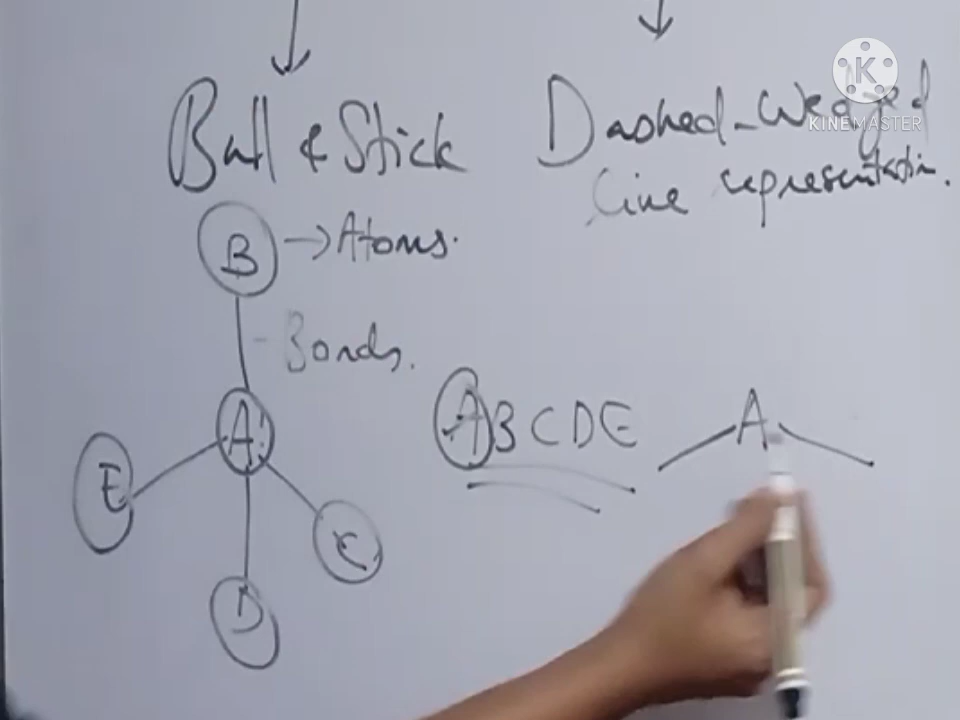 Ball & Stick
Dashed-Wedged
line representation.
B → Atoms.
- Bonds.
A
E
C
D
ABCDE
A
K
KINEMASTER